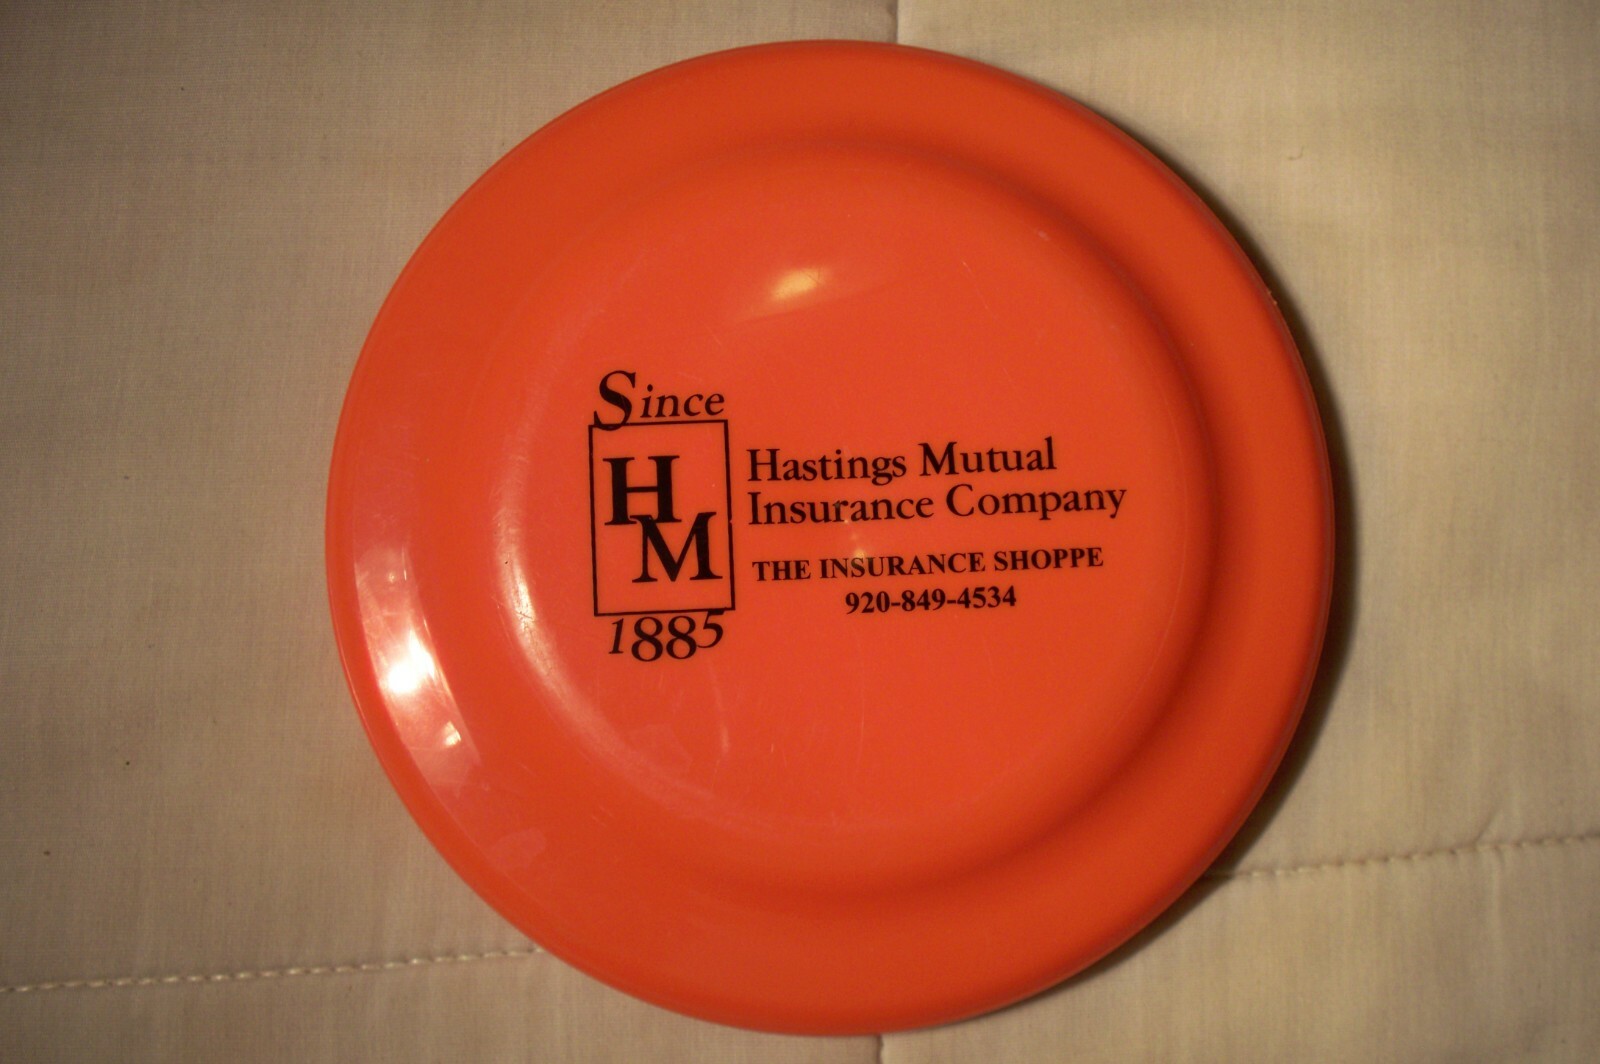 Since
HM
1885
Hastings Mutual
Insurance Company
THE INSURANCE SHOPPE
920-849-4534